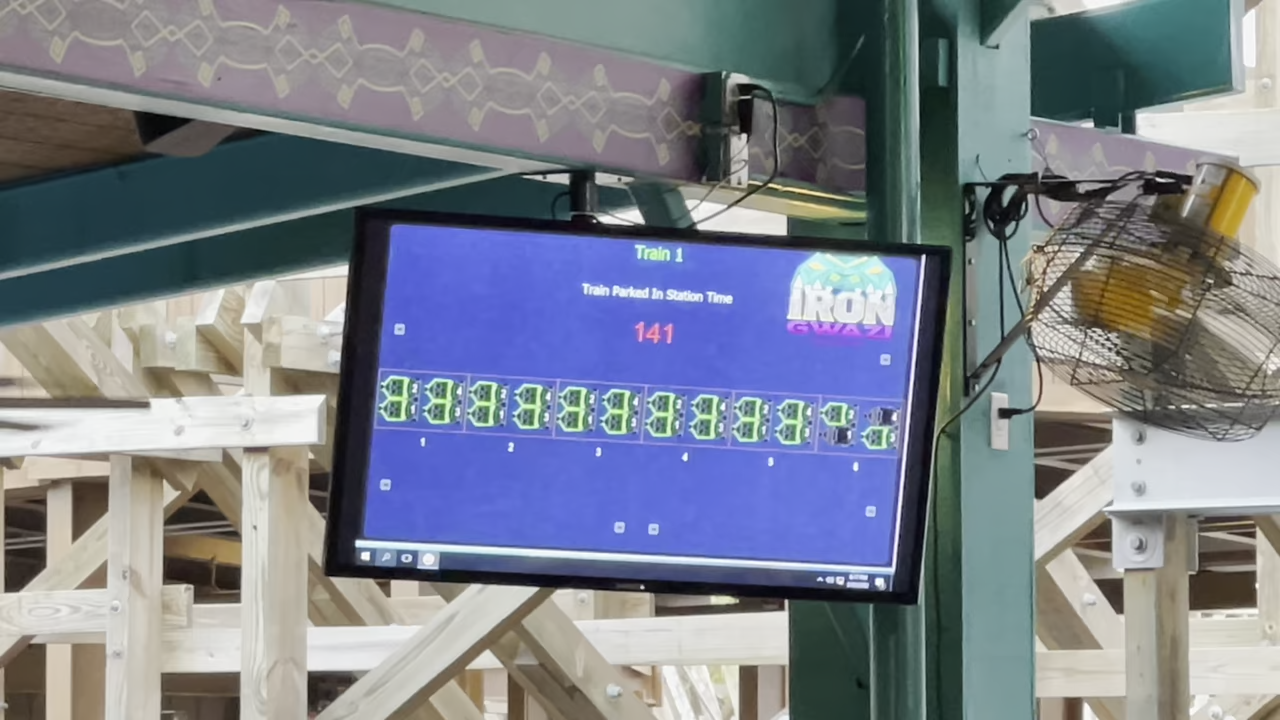 Train 1
IRON
GWAZI
Train Parked In Station Time
141
1 2 3 4 5 6